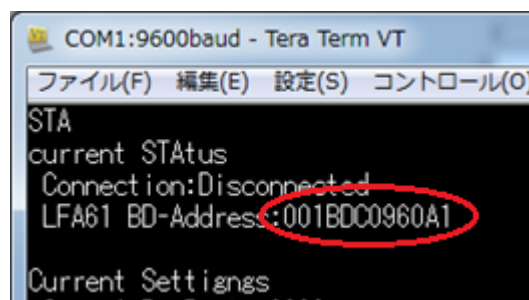 COM1:9600baud - Tera Term VT
ファイル(F) 編集(E) 設定(S) コントロール(O)
STA
current STAtus
Connection:Disconnected
LFA61 BD-Address:001BDC0960A1
Current Settigngs